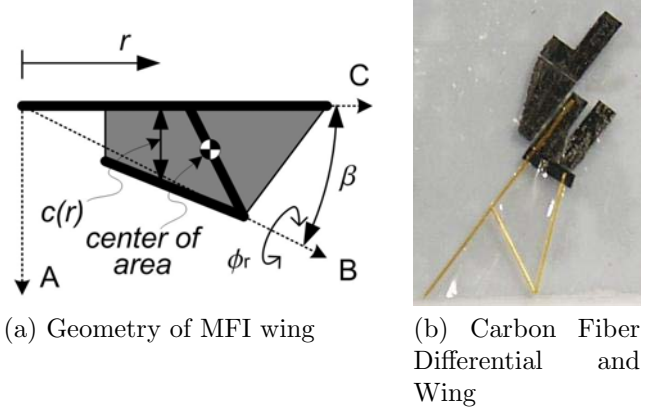 r
C
β
c(r)
center of
area
ϕr
B
A
(a) Geometry of MFI wing
(b) Carbon Fiber
Differential and
Wing